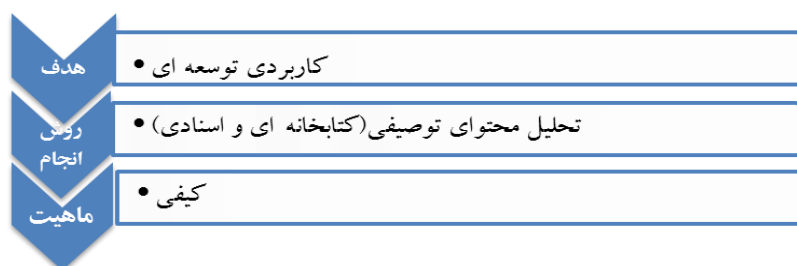 هدف
• کاربردی توسعه ای
روش
انجام
• تحلیل محتوای توصیفی(کتابخانه ای و اسنادی)
ماهیت
• کیفی